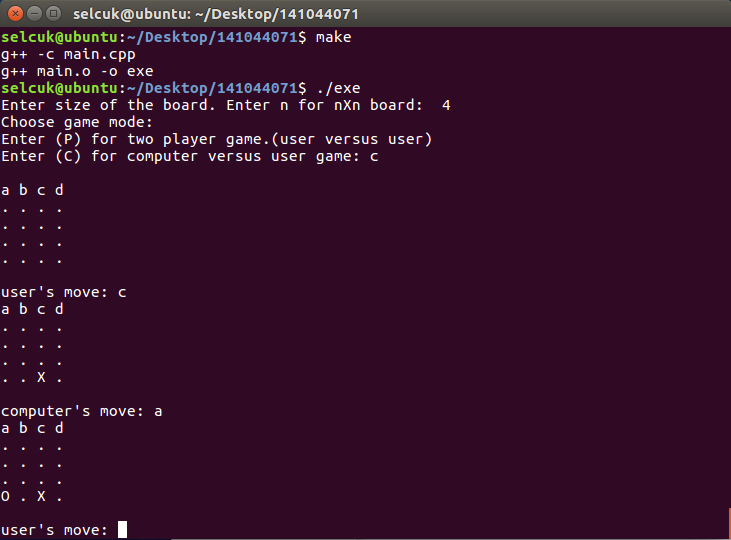 selcuk@ubuntu: ~/Desktop/141044071
selcuk@ubuntu:~/Desktop/141044071$ make
g++ -c main.cpp
g++ main.o -o exe
selcuk@ubuntu:~/Desktop/141044071$ ./exe
Enter size of the board. Enter n for nXn board:  4
Choose game mode:
Enter (P) for two player game.(user versus user)
Enter (C) for computer versus user game: c
a b c d
. . . .
. . . .
. . . .
. . . .
user's move: c
a b c d
. . . .
. . . .
. . . .
. . X .
computer's move: a
a b c d
. . . .
. . . .
. . . .
O . X .
user's move: